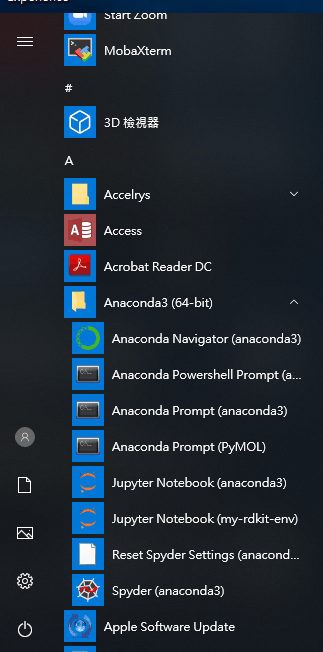 Experience
Start Zoom
MobaXterm
#
3D 檢視器
A
Accelrys
Access
Acrobat Reader DC
Anaconda3 (64-bit)
Anaconda Navigator (anaconda3)
Anaconda Powershell Prompt (a...
Anaconda Prompt (anaconda3)
Anaconda Prompt (PyMOL)
Jupyter Notebook (anaconda3)
Jupyter Notebook (my-rdkit-env)
Reset Spyder Settings (anacond...
Spyder (anaconda3)
Apple Software Update